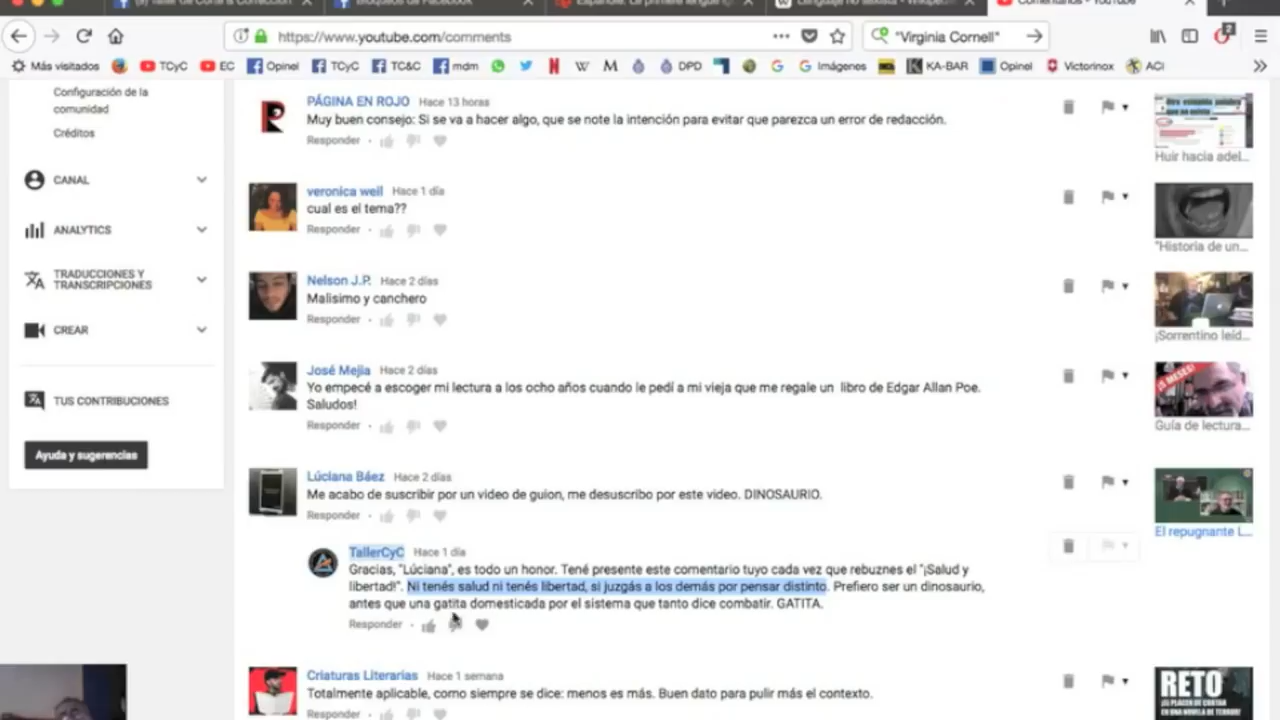 https://www.youtube.com/comments
"Virginia Cornell"
Más visitados TCyC EC Opinel TCyC TC&C mdm DPD Imágenes KA-BAR Opinel Victorinox ACI
Configuración de la
comunidad
Créditos
CANAL
ANALYTICS
TRADUCCIONES Y
TRANSCRIPCIONES
CREAR
TUS CONTRIBUCIONES
Ayuda y sugerencias
PÁGINA EN ROJO Hace 13 horas
Muy buen consejo: Si se va a hacer algo, que se note la intención para evitar que parezca un error de redacción.
Responder
Huir hacia adel...
veronica weil Hace 1 día
cual es el tema??
Responder
"Historia de un...
Nelson J.P. Hace 2 días
Malisimo y canchero
Responder
¡Sorrentino leíd...
José Mejía Hace 2 días
Yo empecé a escoger mi lectura a los ocho años cuando le pedí a mi vieja que me regale un libro de Edgar Allan Poe.
Saludos!
Responder
¡5 MESES!
Guía de lectura...
Lúciana Báez Hace 2 días
Me acabo de suscribir por un video de guion, me desuscribo por este video. DINOSAURIO.
Responder
El repugnante L...
TallerCyC Hace 1 día
Gracias, "Lúciana", es todo un honor. Tené presente este comentario tuyo cada vez que rebuznes el "¡Salud y
libertad!". Ni tenés salud ni tenés libertad, si juzgás a los demás por pensar distinto. Prefiero ser un dinosaurio,
antes que una gatita domesticada por el sistema que tanto dice combatir. GATITA.
Responder
Criaturas Literarias Hace 1 semana
Totalmente aplicable, como siempre se dice: menos es más. Buen dato para pulir más el contexto.
Responder
RETO
¡A PLACER DE CONTAR
EN UNA NOVELA DE TERROR!